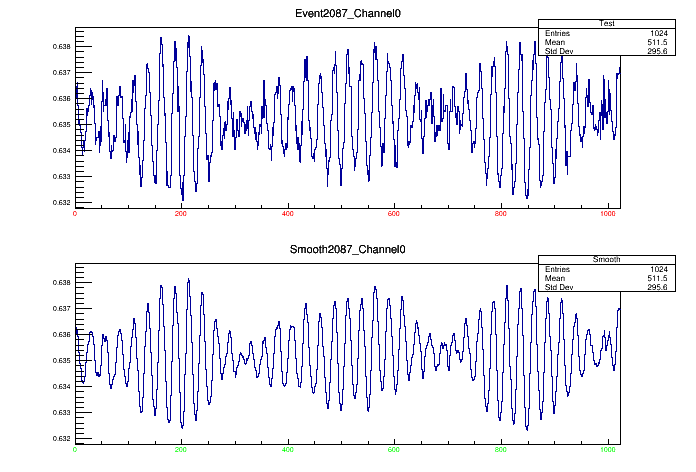 Event2087_Channel0
Test
Entries 1024
Mean 511.5
Std Dev 295.6
0.638
0.637
0.636
0.635
0.634
0.633
0.632
0 200 400 600 800 1000
Smooth2087_Channel0
Smooth
Entries 1024
Mean 511.5
Std Dev 295.6
0.638
0.637
0.636
0.635
0.634
0.633
0.632
0 200 400 600 800 1000